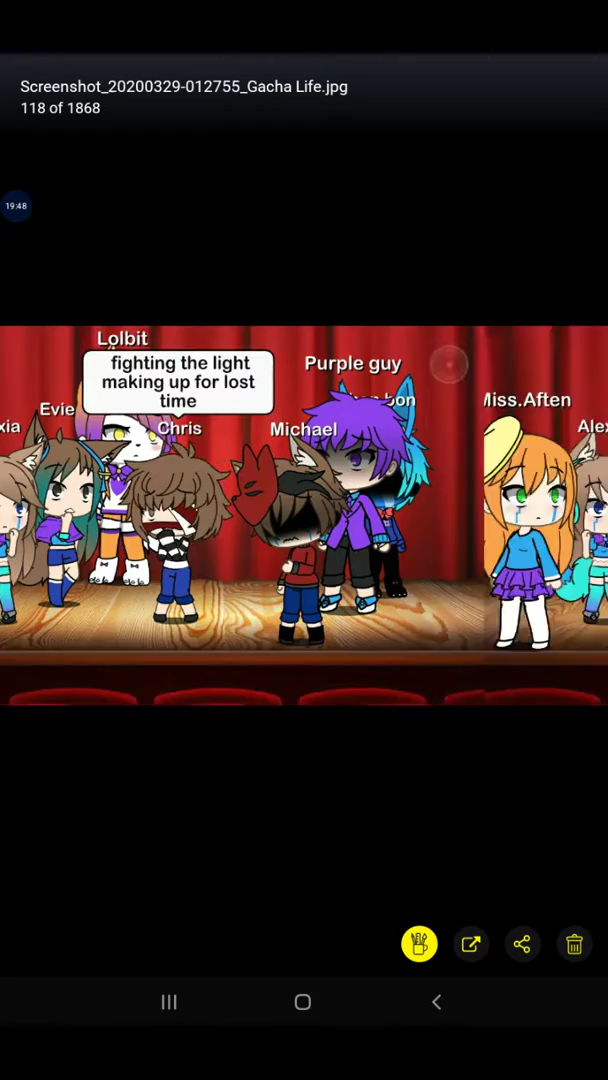 Screenshot_20200329-012755_Gacha Life.jpg
118 of 1868
19:48
Lolbit
fighting the light
making up for lost
time
Purple guy
bon
Miss.Aften
xia
Evie
Chris
Michael
Alex